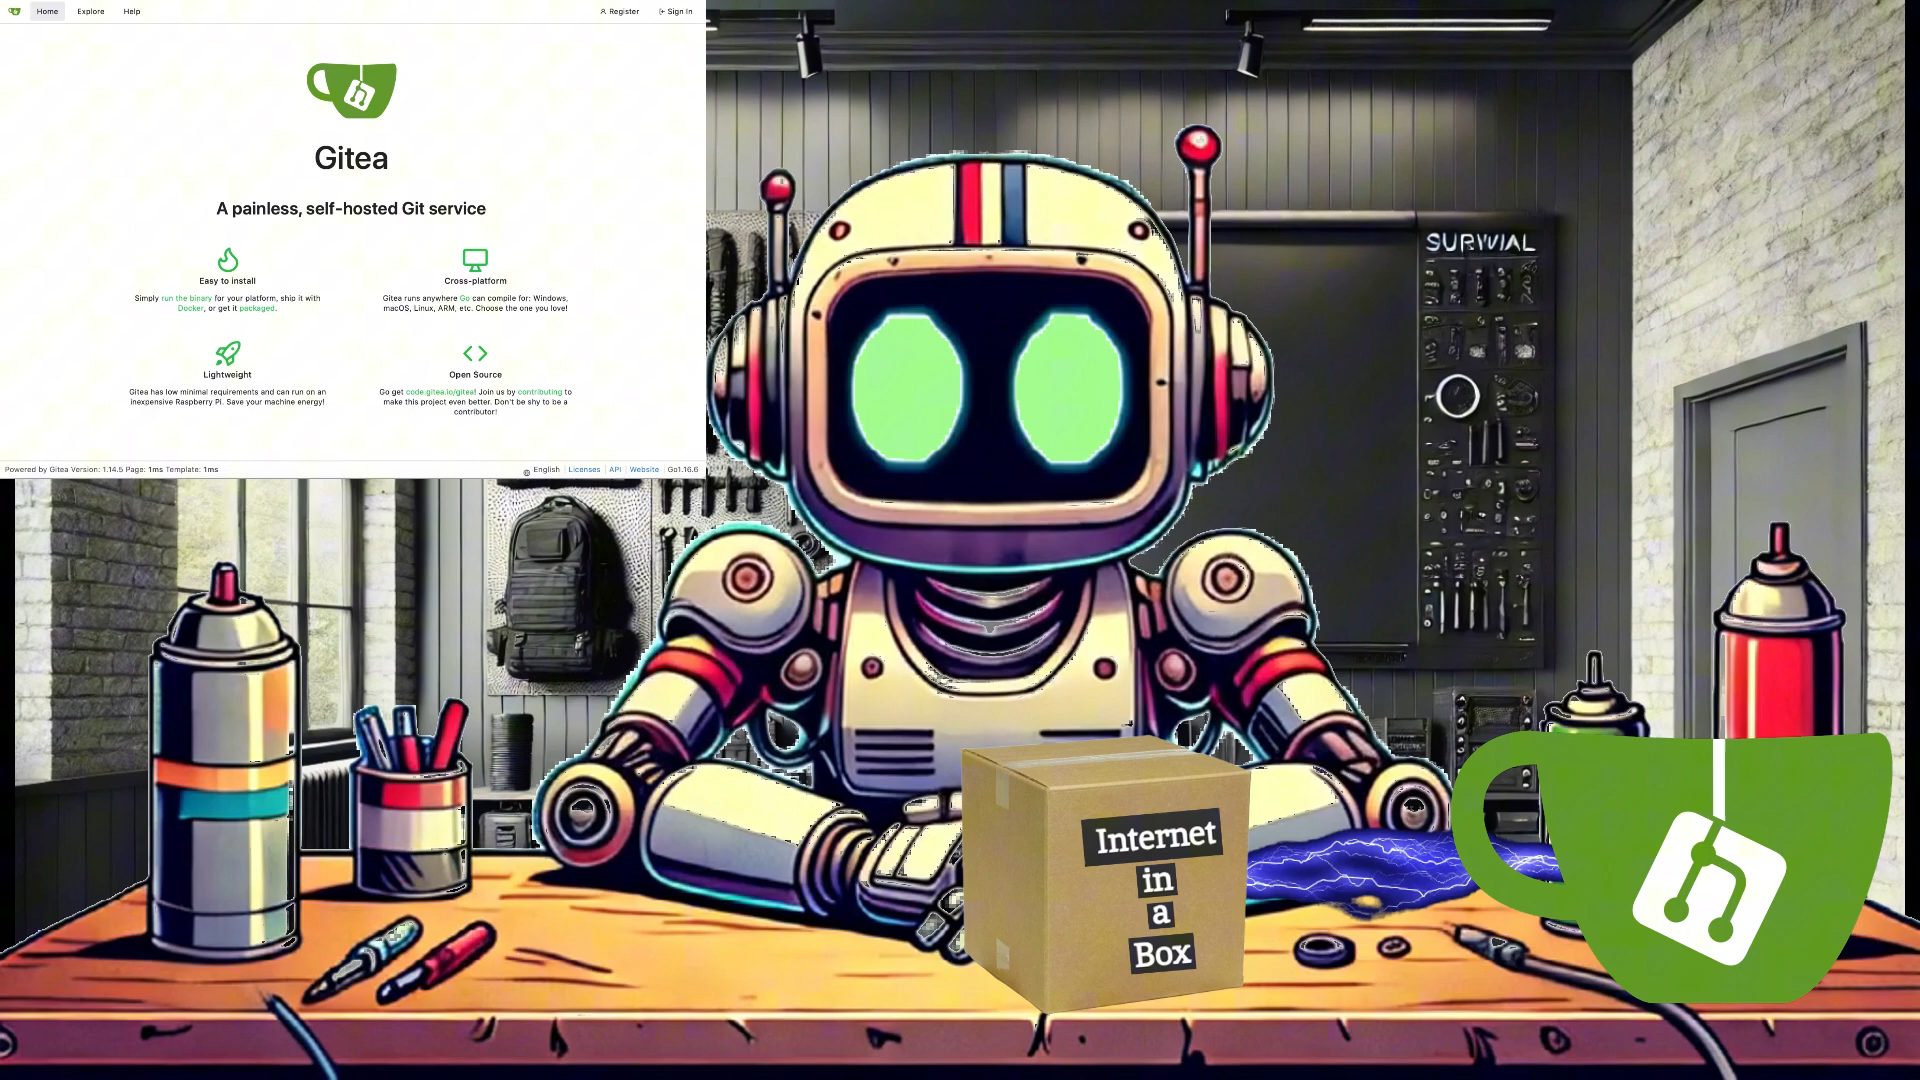 Home Explore Help Register Sign In
Gitea
A painless, self-hosted Git service
Easy to install
Simply run the binary for your platform, ship it with
Docker, or get it packaged.
Cross-platform
Gitea runs anywhere Go can compile for: Windows,
macOS, Linux, ARM, etc. Choose the one you love!
Lightweight
Gitea has low minimal requirements and can run on an
inexpensive Raspberry Pi. Save your machine energy!
Open Source
Go get code.gitea.io/gitea! Join us by contributing to
make this project even better. Don't be shy to be a
contributor!
Powered by Gitea Version: 1.14.5 Page: 1ms Template: 1ms English Licenses API Website Go1.16.6
SURVIVAL
Internet
in
a
Box